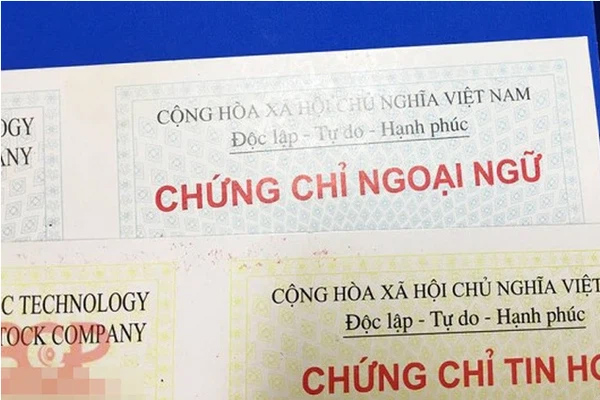 OGY
ANY
CỘNG HÒA XÃ HỘI CHỦ NGHĨA VIỆT NAM
Độc lập - Tự do - Hạnh phúc
CHỨNG CHỈ NGOẠI NGỮ
C TECHNOLOGY
TOCK COMPANY
CỘNG HÒA XÃ HỘI CHỦ NGHĨA VIỆT
Độc lập - Tự do - Hạnh phúc
CHỨNG CHỈ TIN HO